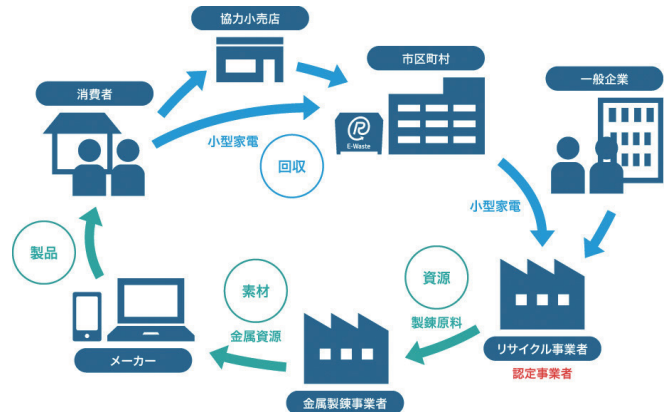 協力小売店
市区町村
一般企業
消費者
小型家電
R
E-Waste
回収
小型家電
製品
素材
資源
金属資源
製錬原料
メーカー
リサイクル事業者
認定事業者
金属製錬事業者